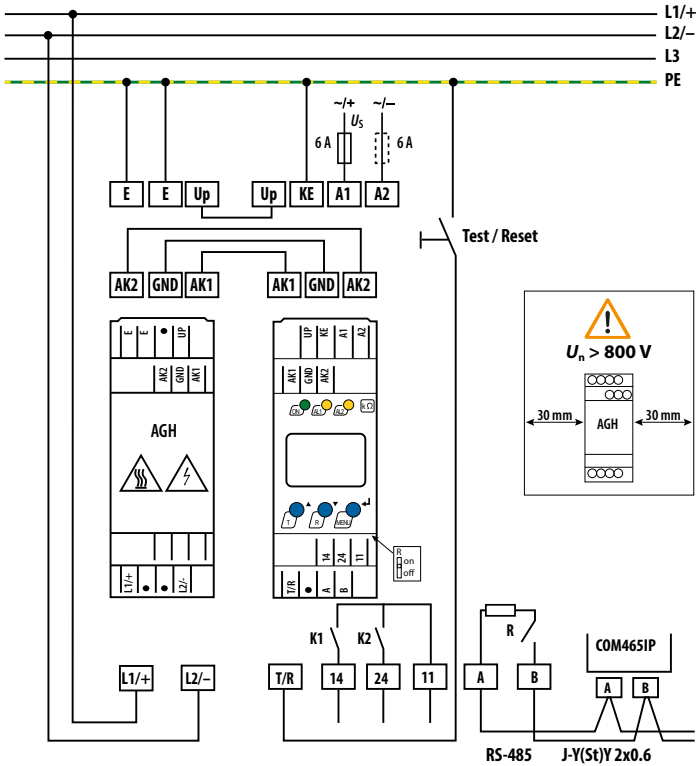 L1/+
L2/−
L3
PE
~/+ ~/−
US
6 A 6 A
E E Up Up KE A1 A2
Test / Reset
AK2 GND AK1 AK1 GND AK2
E E UP
UP KE A1 A2
AK2 GND AK1
AK1 GND AK2
ON AL1 AL2 kΩ
AGH
T R MENU
R
on
off
14 24 11
L1/+ L2/-
T/R A B
Un > 800 V
30 mm AGH 30 mm
K1 K2
R
COM465IP
L1/+ L2/− T/R 14 24 11 A B A B
RS-485 J-Y(St)Y 2x0.6